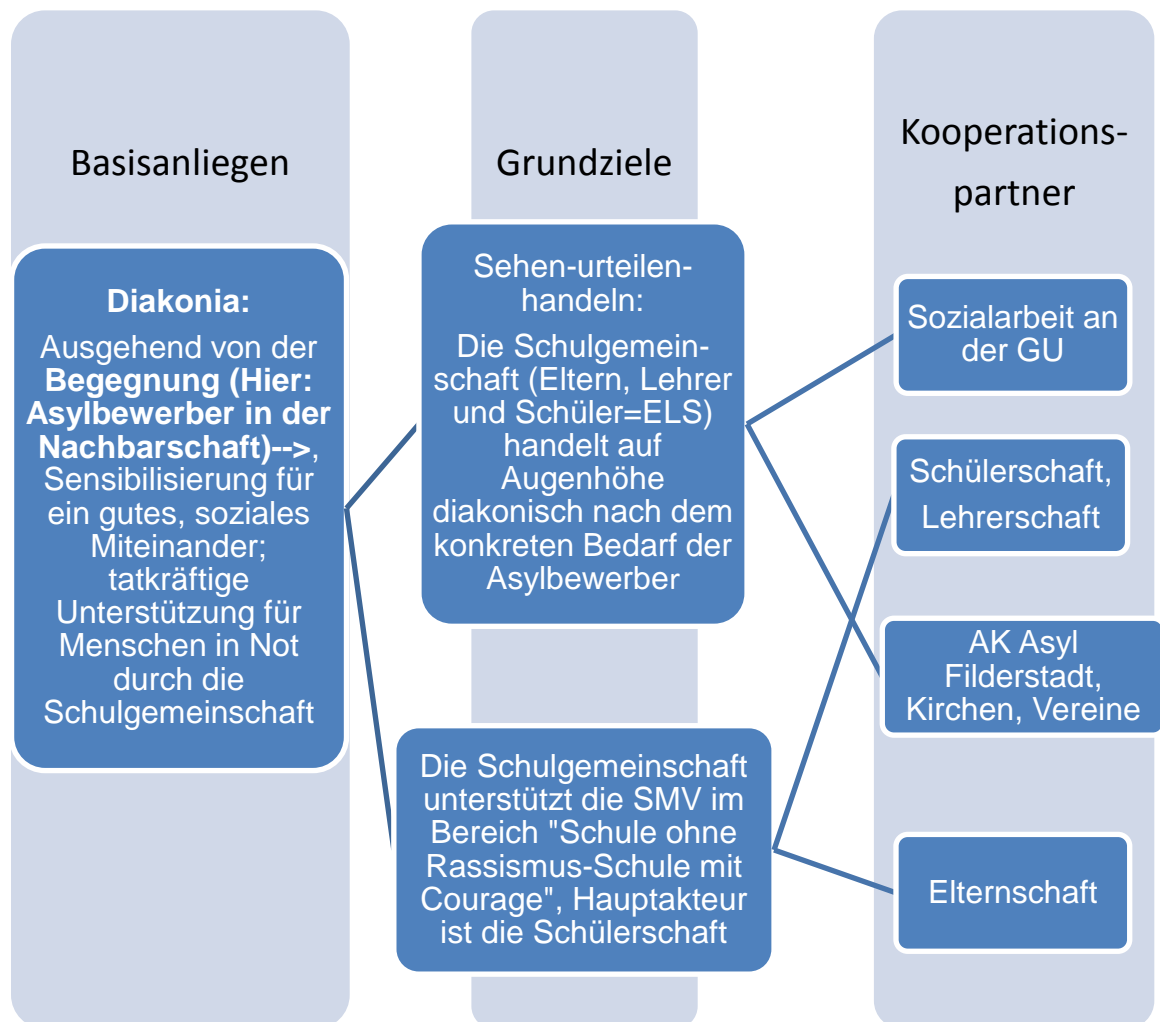 Basisanliegen
Diakonia:
Ausgehend von der
Begegnung (Hier:
Asylbewerber in der
Nachbarschaft)-->,
Sensibilisierung für
ein gutes, soziales
Miteinander;
tatkräftige
Unterstützung für
Menschen in Not
durch die
Schulgemeinschaft
Grundziele
Sehen-urteilen-
handeln:
Die Schulgemein-
schaft (Eltern, Lehrer
und Schüler=ELS)
handelt auf
Augenhöhe
diakonisch nach dem
konkreten Bedarf der
Asylbewerber
Die Schulgemeinschaft
unterstützt die SMV im
Bereich "Schule ohne
Rassismus-Schule mit
Courage", Hauptakteur
ist die Schülerschaft
Kooperations-
partner
Sozialarbeit an
der GU
Schülerschaft,
Lehrerschaft
AK Asyl
Filderstadt,
Kirchen, Vereine
Elternschaft